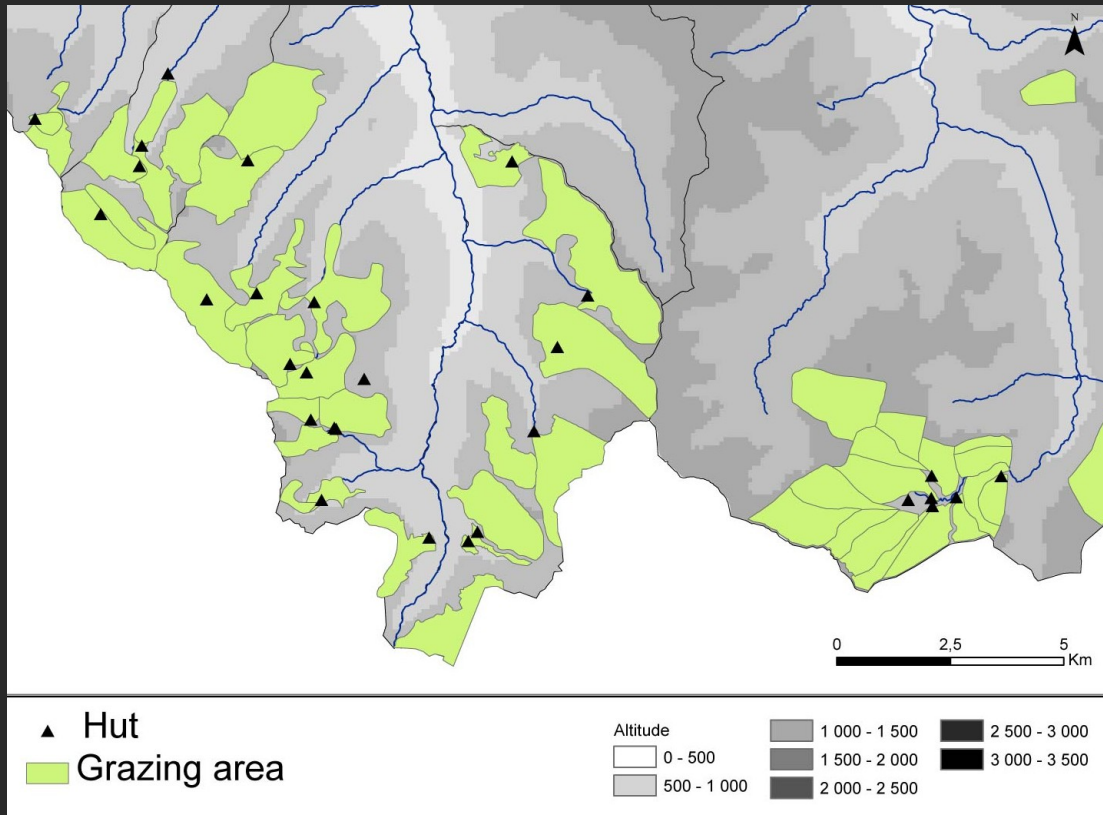 N
0 2,5 5
Km
Hut
Grazing area
Altitude
0 - 500
500 - 1 000
1 000 - 1 500
1 500 - 2 000
2 000 - 2 500
2 500 - 3 000
3 000 - 3 500